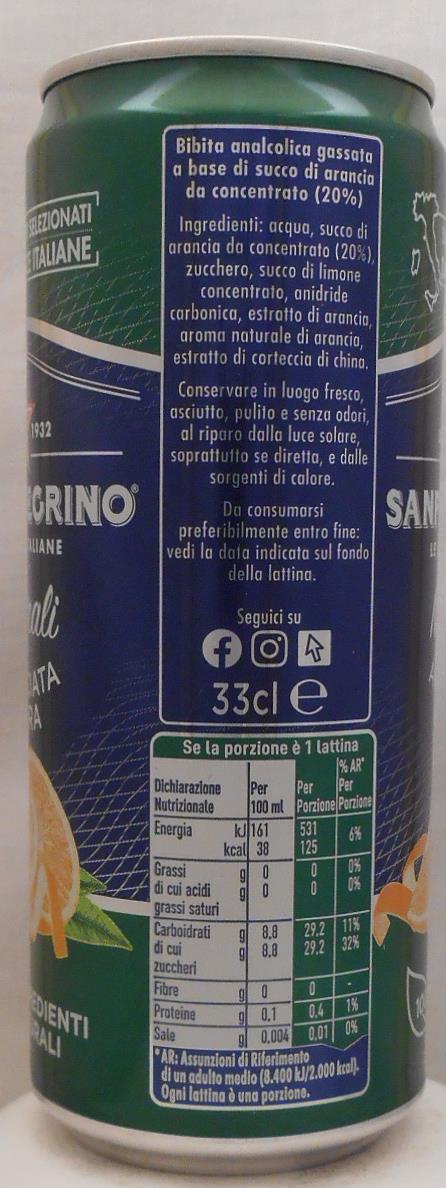 SELEZIONATI
ITALIANE
1932
Bibita analcolica gassata
a base di succo di arancia
da concentrato (20%)
Ingredienti: acqua, succo di
arancia da concentrato (20%),
zucchero, succo di limone
concentrato, anidride
carbonica, estratto di arancia,
aroma naturale di arancia,
estratto di corteccia di china.
Conservare in luogo fresco,
asciutto, pulito e senza odori,
al riparo dalla luce solare,
soprattutto se diretta, e dalle
sorgenti di calore.
Da consumarsi
preferibilmente entro fine:
vedi la data indicata sul fondo
della lattina.
Seguici su
33cl e
Se la porzione è 1 lattina
Dichiarazione Nutrizionale Per 100 ml Per Porzione % AR* Per Porzione
Energia kJ 161 531 6%
kcal 38 125
Grassi g 0 0 0%
di cui acidi grassi saturi g 0 0 0%
Carboidrati g 8,8 29,2 11%
di cui zuccheri g 8,8 29,2 32%
Fibre g 0 0 -
Proteine g 0,1 0,4 1%
Sale g 0,004 0,01 0%
*AR: Assunzioni di Riferimento
di un adulto medio (8.400 kJ/2.000 kcal).
Ogni lattina è una porzione.
EGRINO®
ALIANE
ali
ATA
RA
EDIENTI
RALI
SAN